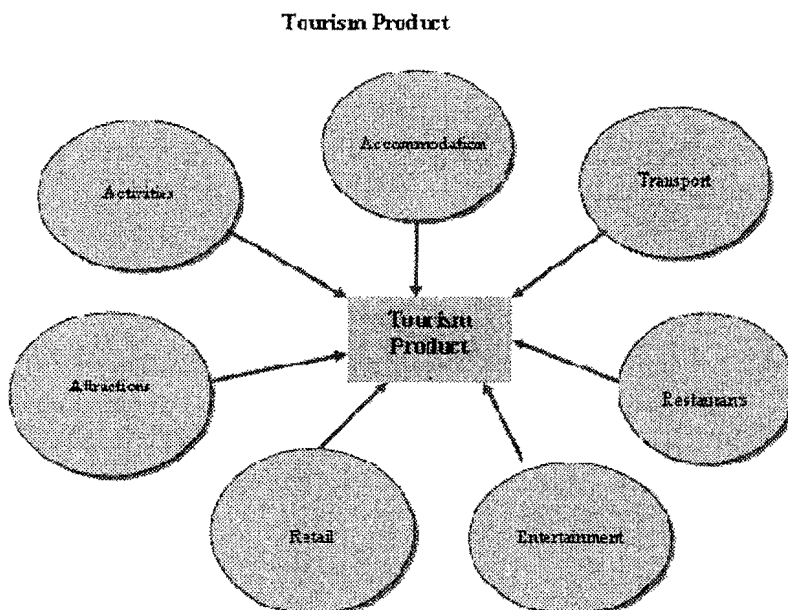 Tourism Product
Accommodation
Activities
Transport
Tourism
Product
Attractions
Restaurants
Retail
Entertainment